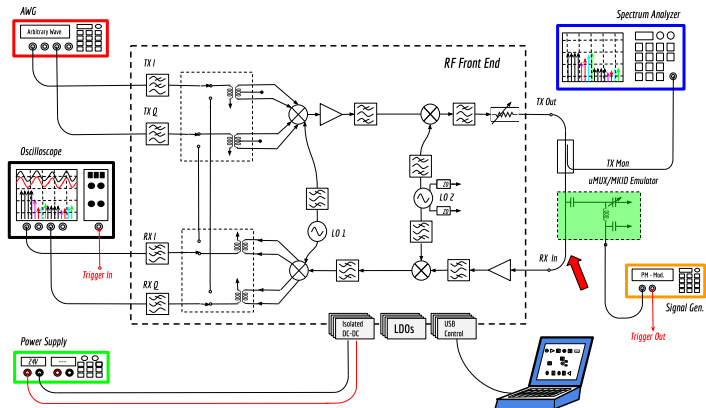 AWG
Arbitrary Wave
Spectrum Analyzer
RF Front End
TX I
TX Q
TX Out
TX Mon
Oscilloscope
uMUX/MKID Emulator
LO 1
LO 2
RX I
RX Q
RX In
Trigger In
PM - Mod.
Signal Gen.
Trigger Out
Isolated
DC-DC
LDOs
USB
Control
Power Supply
24V
----